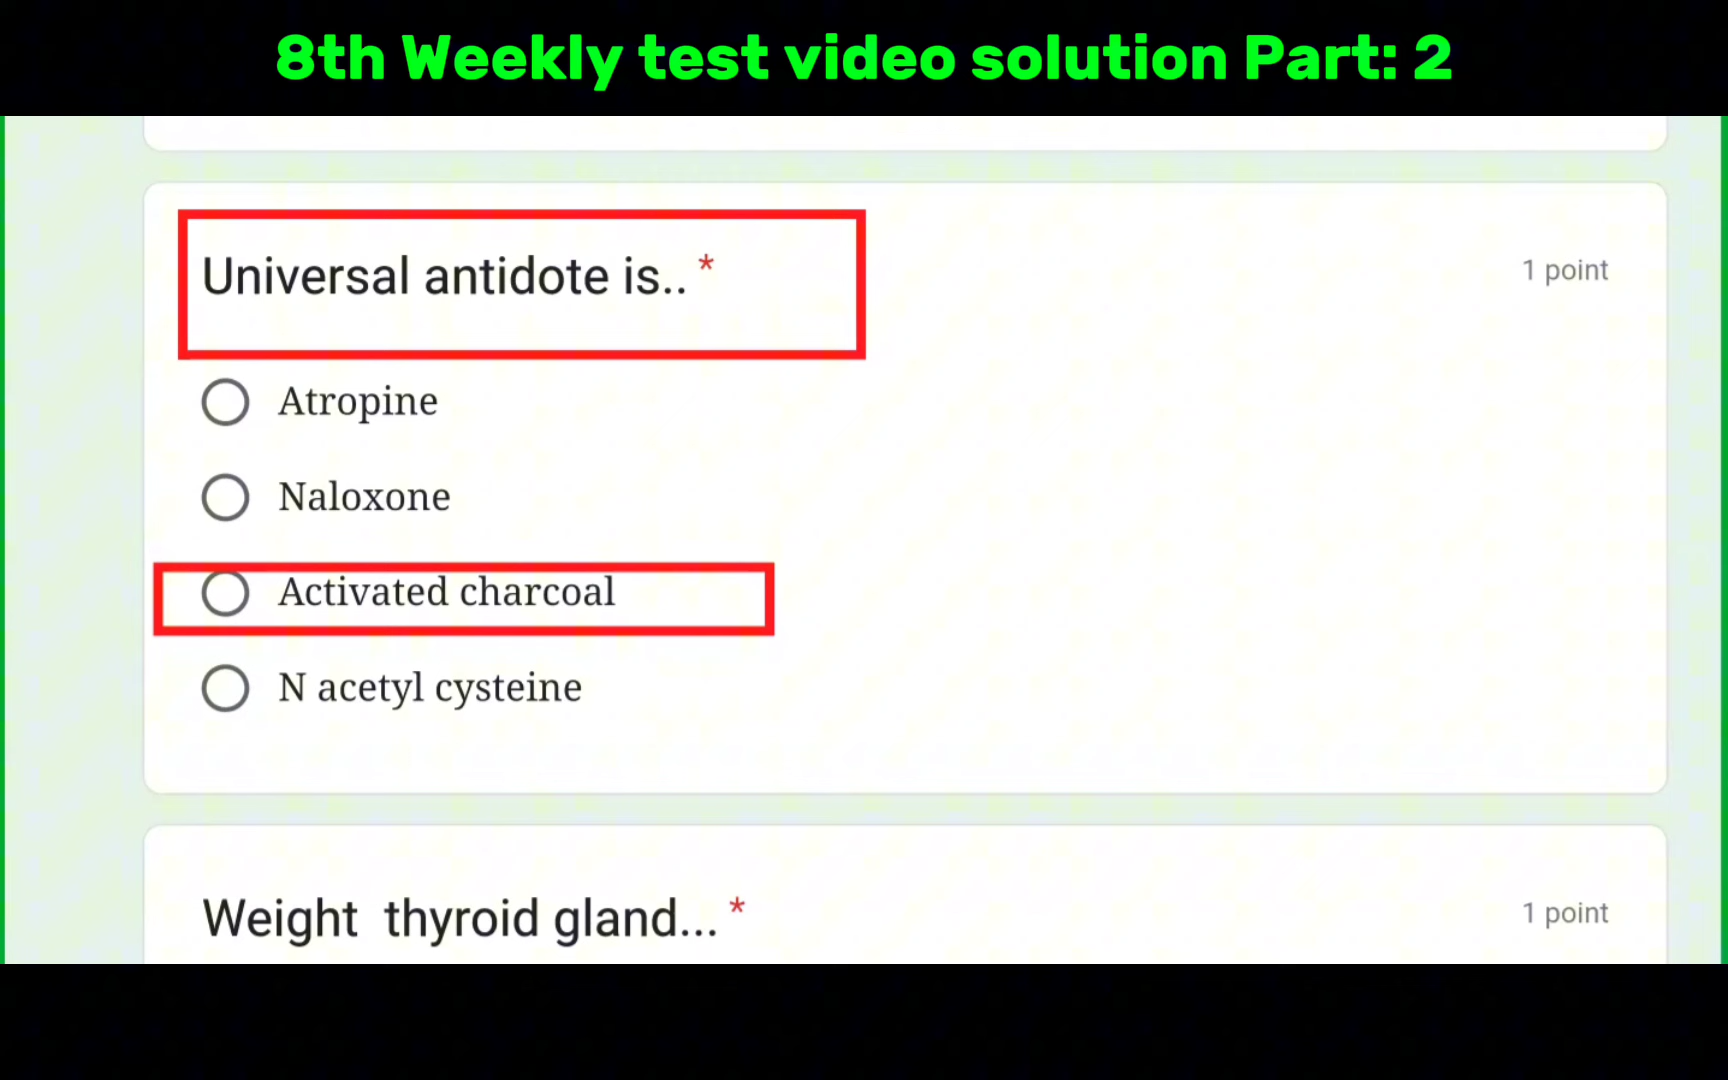 8th Weekly test video solution Part: 2
Universal antidote is.. *
1 point
Atropine
Naloxone
Activated charcoal
N acetyl cysteine
Weight thyroid gland... *
1 point